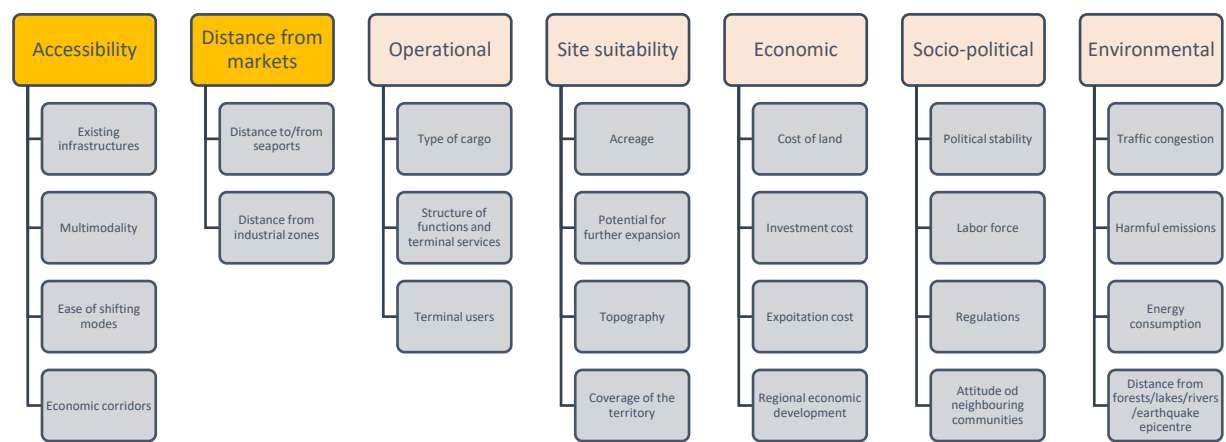 Accessibility
Existing
infrastructures
Multimodality
Ease of shifting
modes
Economic corridors
Distance from
markets
Distance to/from
seaports
Distance from
industrial zones
Operational
Type of cargo
Structure of
functions and
terminal services
Terminal users
Site suitability
Acreage
Potential for
further expansion
Topography
Coverage of the
territory
Economic
Cost of land
Investment cost
Expoitation cost
Regional economic
development
Socio-political
Political stability
Labor force
Regulations
Attitude od
neighbouring
communities
Environmental
Traffic congestion
Harmful emissions
Energy
consumption
Distance from
forests/lakes/rivers
/earthquake
epicentre